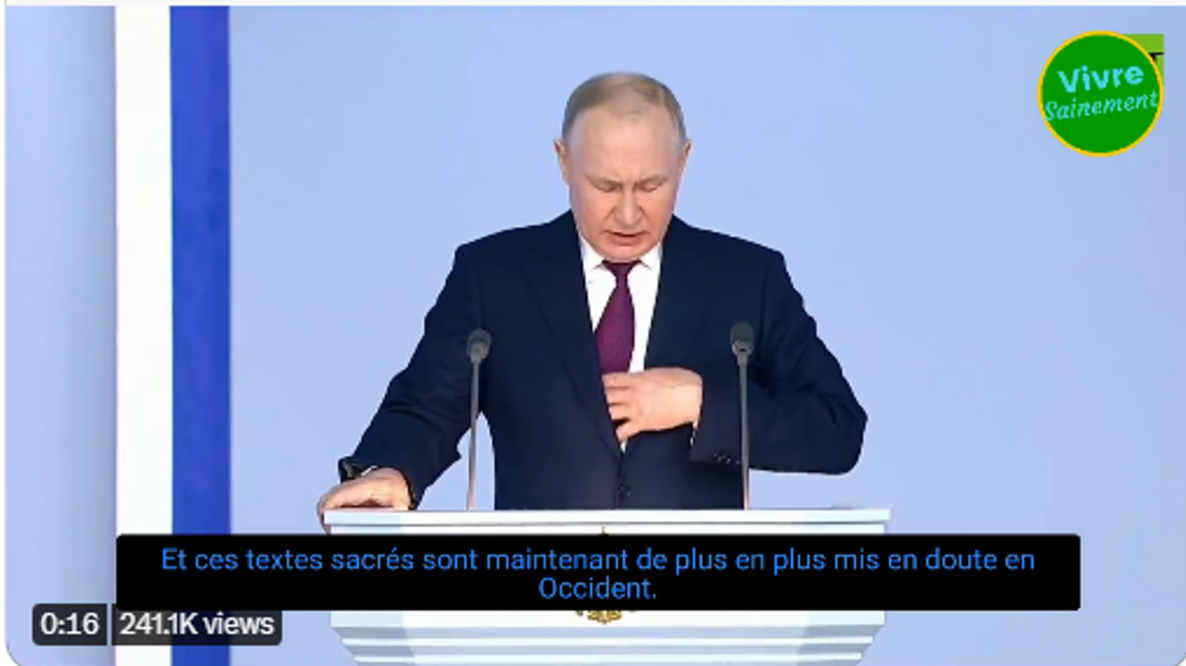 Vivre
Sainement
Et ces textes sacrés sont maintenant de plus en plus mis en doute en
Occident.
0:16 241.1K views